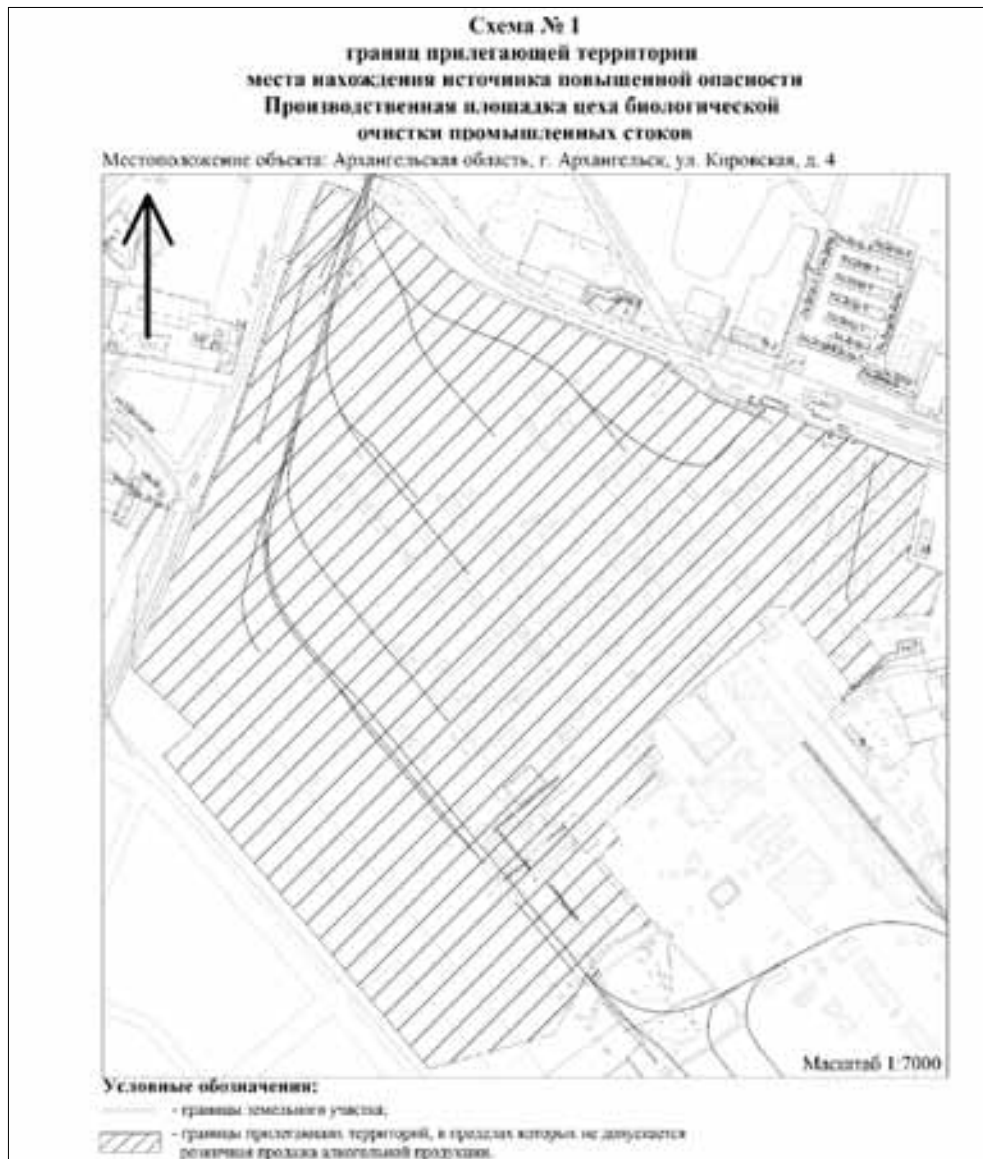 Схема № 1
границ прилегающей территории
места нахождения источника повышенной опасности
Производственная площадка цеха биологической
очистки промышленных стоков
Местоположение объекта: Архангельская область, г. Архангельск, ул. Кировская, д. 4
Масштаб 1:7000
Условные обозначения:
- границы земельного участка;
- границы прилегающих территорий, в пределах которых не допускается
розничная продажа алкогольной продукции.